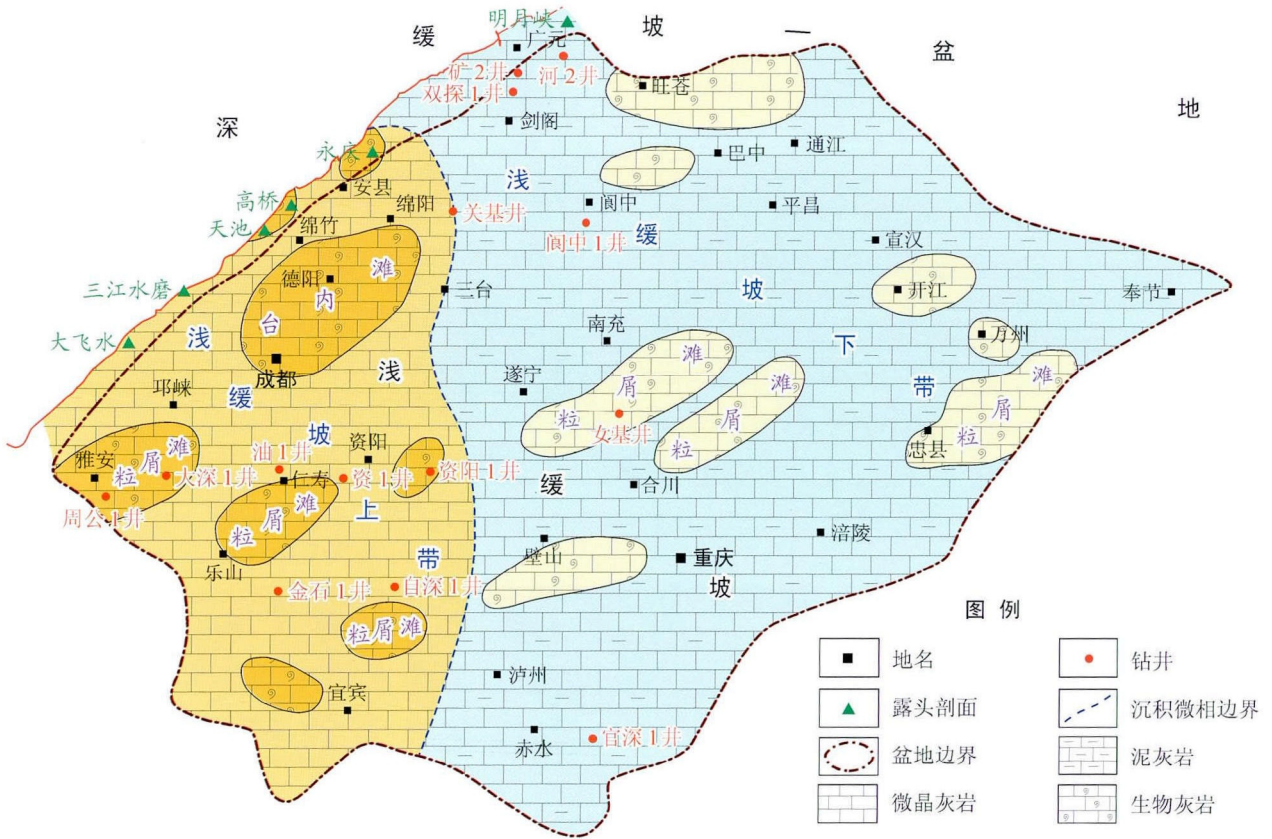 明月峡
缓
坡
一
盆
地
深
广元
矿2井
河2井
双探1井
旺苍
剑阁
永庆
巴中
通江
安县
浅
高桥
绵阳
关基井
阆中
平昌
天池
绵竹
阆中1井
缓
宣汉
滩
德阳
内
三江水磨
三台
坡
开江
奉节
台
大飞水
浅
南充
下
万州
成都
浅
滩
滩
滩
邛崃
缓
遂宁
屑
屑
带
屑
坡
资阳
女基井
粒
粒
忠县
粒
雅安
粒屑滩
大深1井
油1井
仁寿
资1井
资阳1井
周公1井
粒屑滩
上
缓
合川
乐山
带
璧山
重庆
涪陵
金石1井
自深1井
坡
粒屑滩
宜宾
泸州
赤水
官深1井
图例
地名
钻井
露头剖面
沉积微相边界
盆地边界
泥灰岩
微晶灰岩
生物灰岩